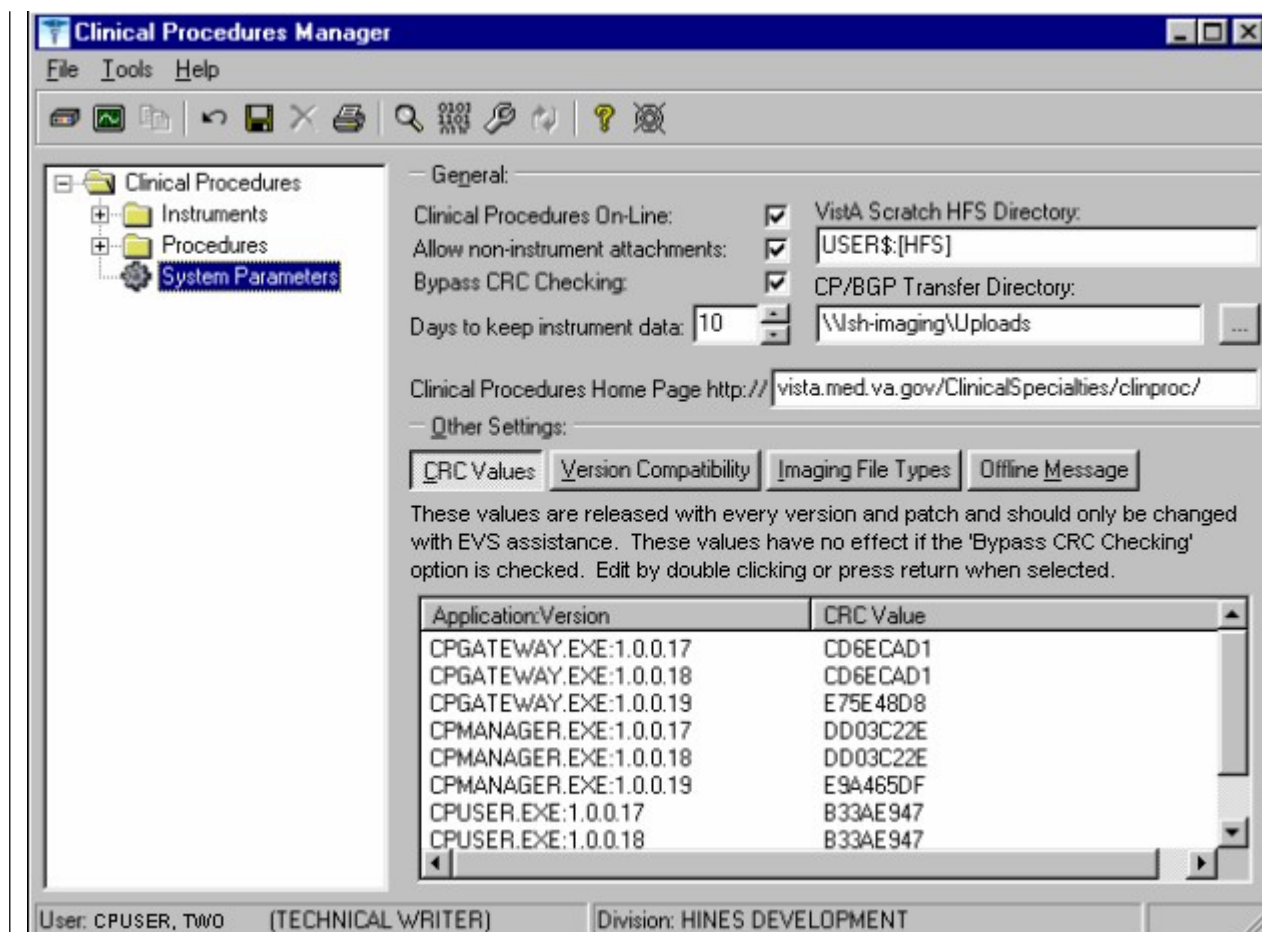 Clinical Procedures Manager
File Tools Help
Clinical Procedures
Instruments
Procedures
System Parameters
General:
Clinical Procedures On-Line:
Allow non-instrument attachments:
Bypass CRC Checking:
Days to keep instrument data: 10
VistA Scratch HFS Directory:
USER$:[HFS]
CP/BGP Transfer Directory:
\\Ish-imaging\Uploads
...
Clinical Procedures Home Page http:// vista.med.va.gov/ClinicalSpecialties/clinproc/
Other Settings:
CRC Values Version Compatibility Imaging File Types Offline Message
These values are released with every version and patch and should only be changed
with EVS assistance. These values have no effect if the 'Bypass CRC Checking'
option is checked. Edit by double clicking or press return when selected.
Application:Version CRC Value
CPGATEWAY.EXE:1.0.0.17 CD6ECAD1
CPGATEWAY.EXE:1.0.0.18 CD6ECAD1
CPGATEWAY.EXE:1.0.0.19 E75E48D8
CPMANAGER.EXE:1.0.0.17 DD03C22E
CPMANAGER.EXE:1.0.0.18 DD03C22E
CPMANAGER.EXE:1.0.0.19 E9A465DF
CPUSER.EXE:1.0.0.17 B33AE947
CPUSER.EXE:1.0.0.18 B33AE947
User: CPUSER, TWO (TECHNICAL WRITER) Division: HINES DEVELOPMENT